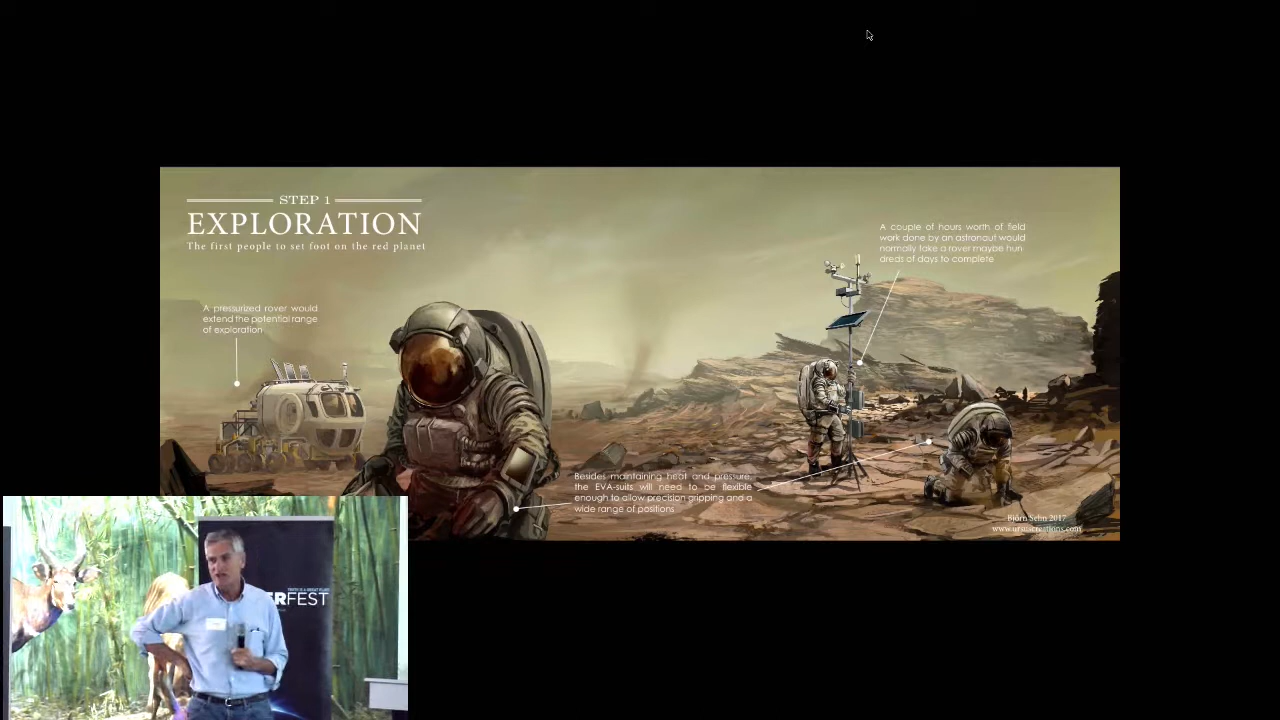 STEP 1
EXPLORATION
The first people to set foot on the red planet
A couple of hours worth of field
work done by an astronaut would
normally take a rover maybe hun
dreds of days to complete
A pressurized rover would
extend the potential range
of exploration
Besides maintaining heat and pressure,
the EVA-suits will need to be flexible
enough to allow precision gripping and a
wide range of positions
Björn Selin 2017
ERFEST